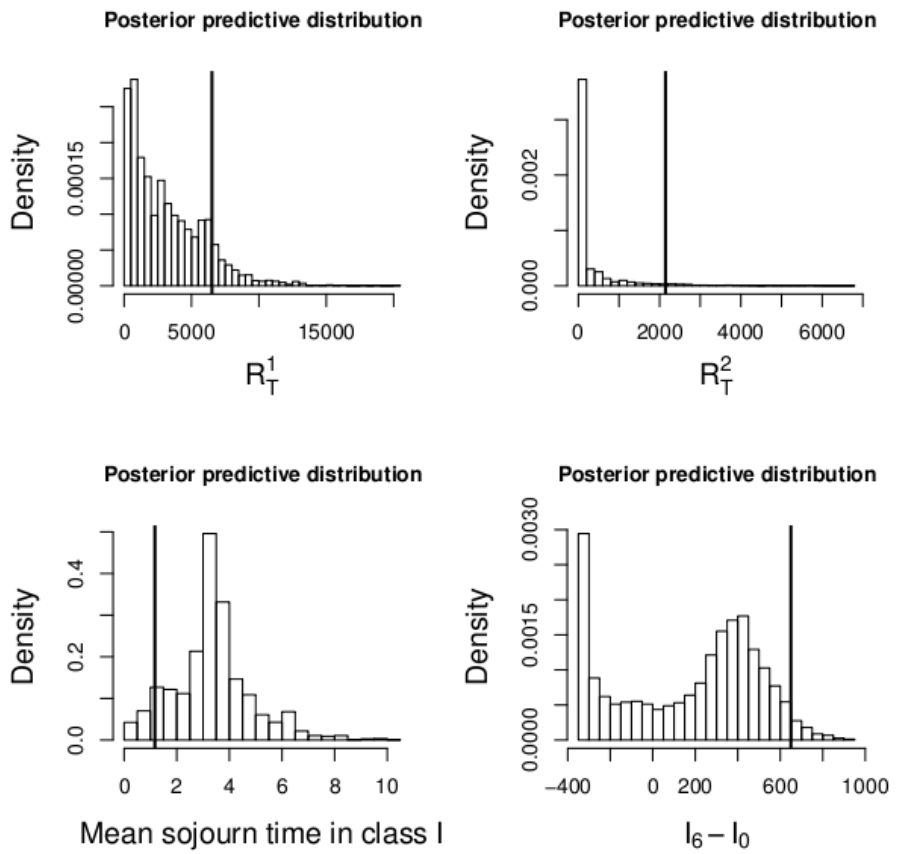 Posterior predictive distribution
Density
0.00000 0.00015
0 5000 15000
R_T^1
Posterior predictive distribution
Density
0.000 0.002
0 2000 4000 6000
R_T^2
Posterior predictive distribution
Density
0.0 0.2 0.4
0 2 4 6 8 10
Mean sojourn time in class I
Posterior predictive distribution
Density
0.0000 0.0015 0.0030
−400 0 200 600 1000
I₆ − I₀